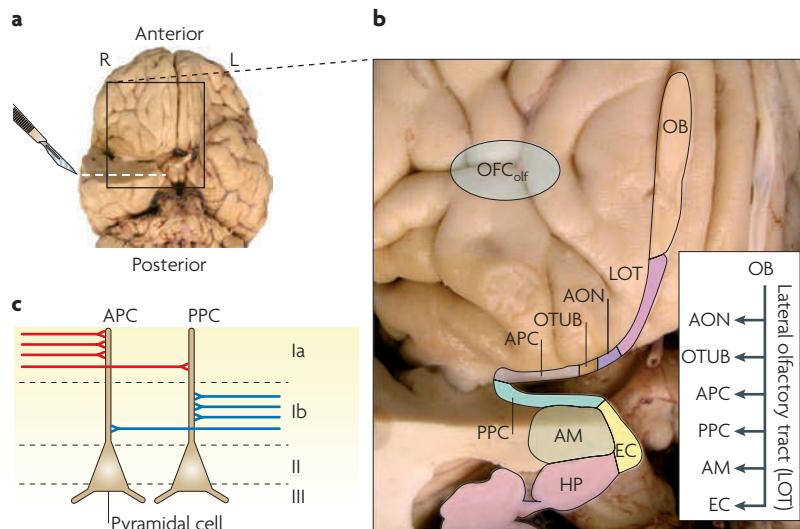 a
Anterior
R
L
Posterior
b
OB
OFColf
LOT
AON
OTUB
APC
PPC
AM
EC
HP
OB
AON
OTUB
APC
PPC
AM
EC
Lateral olfactory tract (LOT)
c
APC
PPC
Ia
Ib
II
III
Pyramidal cell